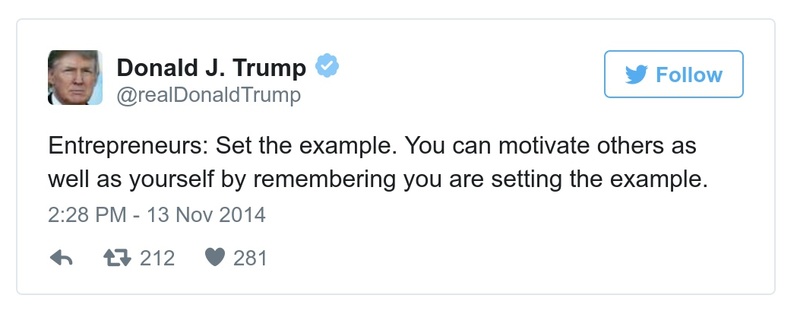 Donald J. Trump
@realDonaldTrump
Follow
Entrepreneurs: Set the example. You can motivate others as
well as yourself by remembering you are setting the example.
2:28 PM - 13 Nov 2014
212 281